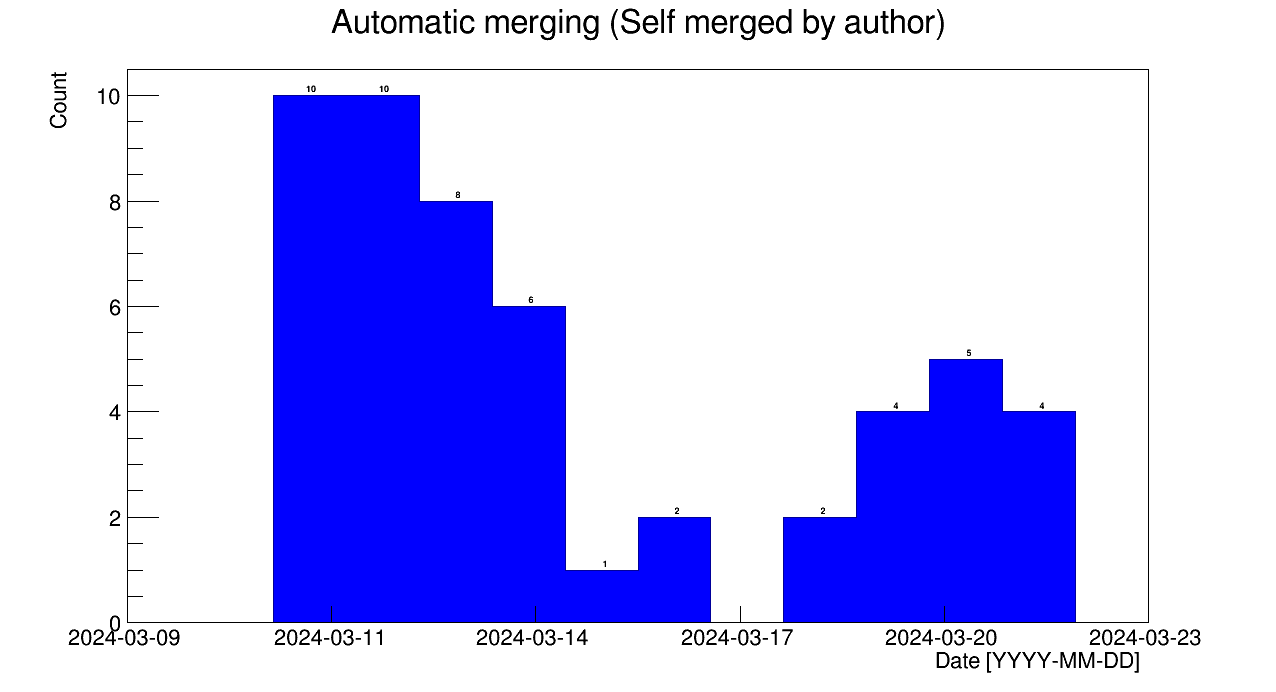 Automatic merging (Self merged by author)
Count
10
8
6
4
2
0
10 10 8 6 1 2 2 4 5 4
2024-03-09 2024-03-11 2024-03-14 2024-03-17 2024-03-20 2024-03-23
Date [YYYY-MM-DD]